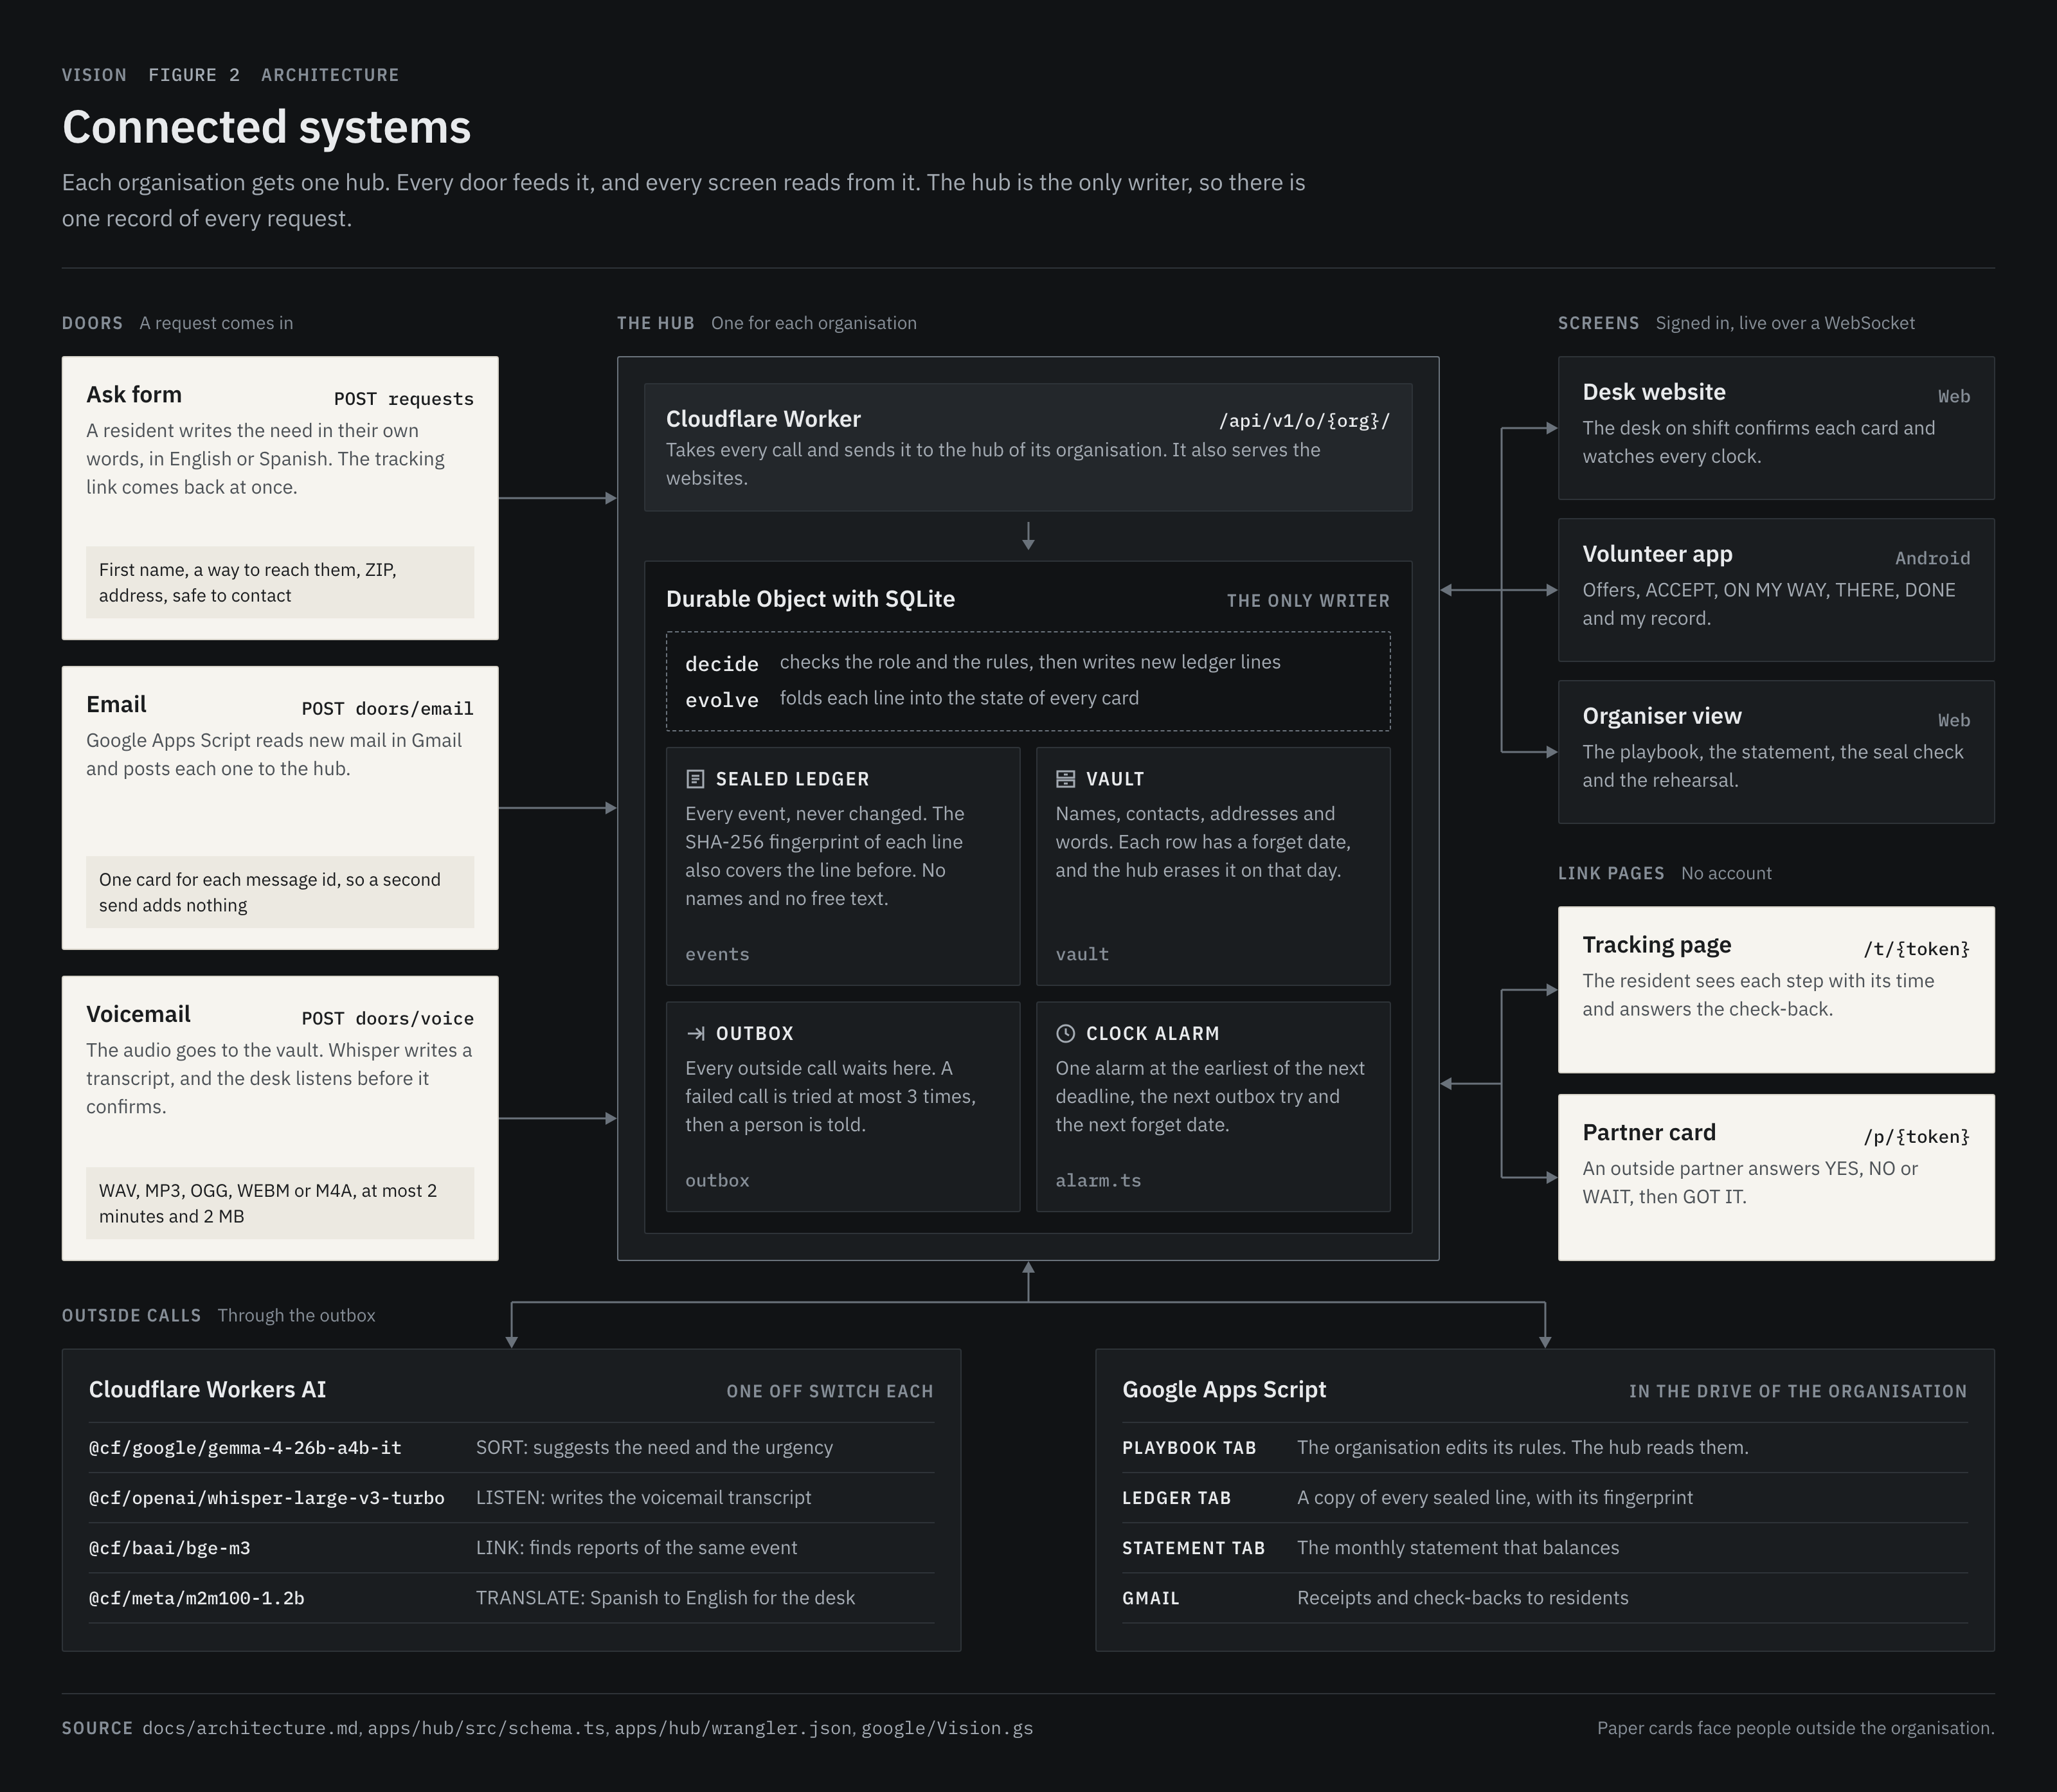 VISION FIGURE 2 ARCHITECTURE
Connected systems
Each organisation gets one hub. Every door feeds it, and every screen reads from it. The hub is the only writer, so there is
one record of every request.
DOORS A request comes in
Ask form POST requests
A resident writes the need in their own
words, in English or Spanish. The tracking
link comes back at once.
First name, a way to reach them, ZIP,
address, safe to contact
Email POST doors/email
Google Apps Script reads new mail in Gmail
and posts each one to the hub.
One card for each message id, so a second
send adds nothing
Voicemail POST doors/voice
The audio goes to the vault. Whisper writes a
transcript, and the desk listens before it
confirms.
WAV, MP3, OGG, WEBM or M4A, at most 2
minutes and 2 MB
THE HUB One for each organisation
Cloudflare Worker /api/v1/o/{org}/
Takes every call and sends it to the hub of its organisation. It also serves the
websites.
Durable Object with SQLite THE ONLY WRITER
decide checks the role and the rules, then writes new ledger lines
evolve folds each line into the state of every card
SEALED LEDGER
Every event, never changed. The
SHA-256 fingerprint of each line
also covers the line before. No
names and no free text.
events
VAULT
Names, contacts, addresses and
words. Each row has a forget date,
and the hub erases it on that day.
vault
OUTBOX
Every outside call waits here. A
failed call is tried at most 3 times,
then a person is told.
outbox
CLOCK ALARM
One alarm at the earliest of the next
deadline, the next outbox try and
the next forget date.
alarm.ts
SCREENS Signed in, live over a WebSocket
Desk website Web
The desk on shift confirms each card and
watches every clock.
Volunteer app Android
Offers, ACCEPT, ON MY WAY, THERE, DONE
and my record.
Organiser view Web
The playbook, the statement, the seal check
and the rehearsal.
LINK PAGES No account
Tracking page /t/{token}
The resident sees each step with its time
and answers the check-back.
Partner card /p/{token}
An outside partner answers YES, NO or
WAIT, then GOT IT.
OUTSIDE CALLS Through the outbox
Cloudflare Workers AI ONE OFF SWITCH EACH
@cf/google/gemma-4-26b-a4b-it SORT: suggests the need and the urgency
@cf/openai/whisper-large-v3-turbo LISTEN: writes the voicemail transcript
@cf/baai/bge-m3 LINK: finds reports of the same event
@cf/meta/m2m100-1.2b TRANSLATE: Spanish to English for the desk
Google Apps Script IN THE DRIVE OF THE ORGANISATION
PLAYBOOK TAB The organisation edits its rules. The hub reads them.
LEDGER TAB A copy of every sealed line, with its fingerprint
STATEMENT TAB The monthly statement that balances
GMAIL Receipts and check-backs to residents
SOURCE docs/architecture.md, apps/hub/src/schema.ts, apps/hub/wrangler.json, google/Vision.gs
Paper cards face people outside the organisation.